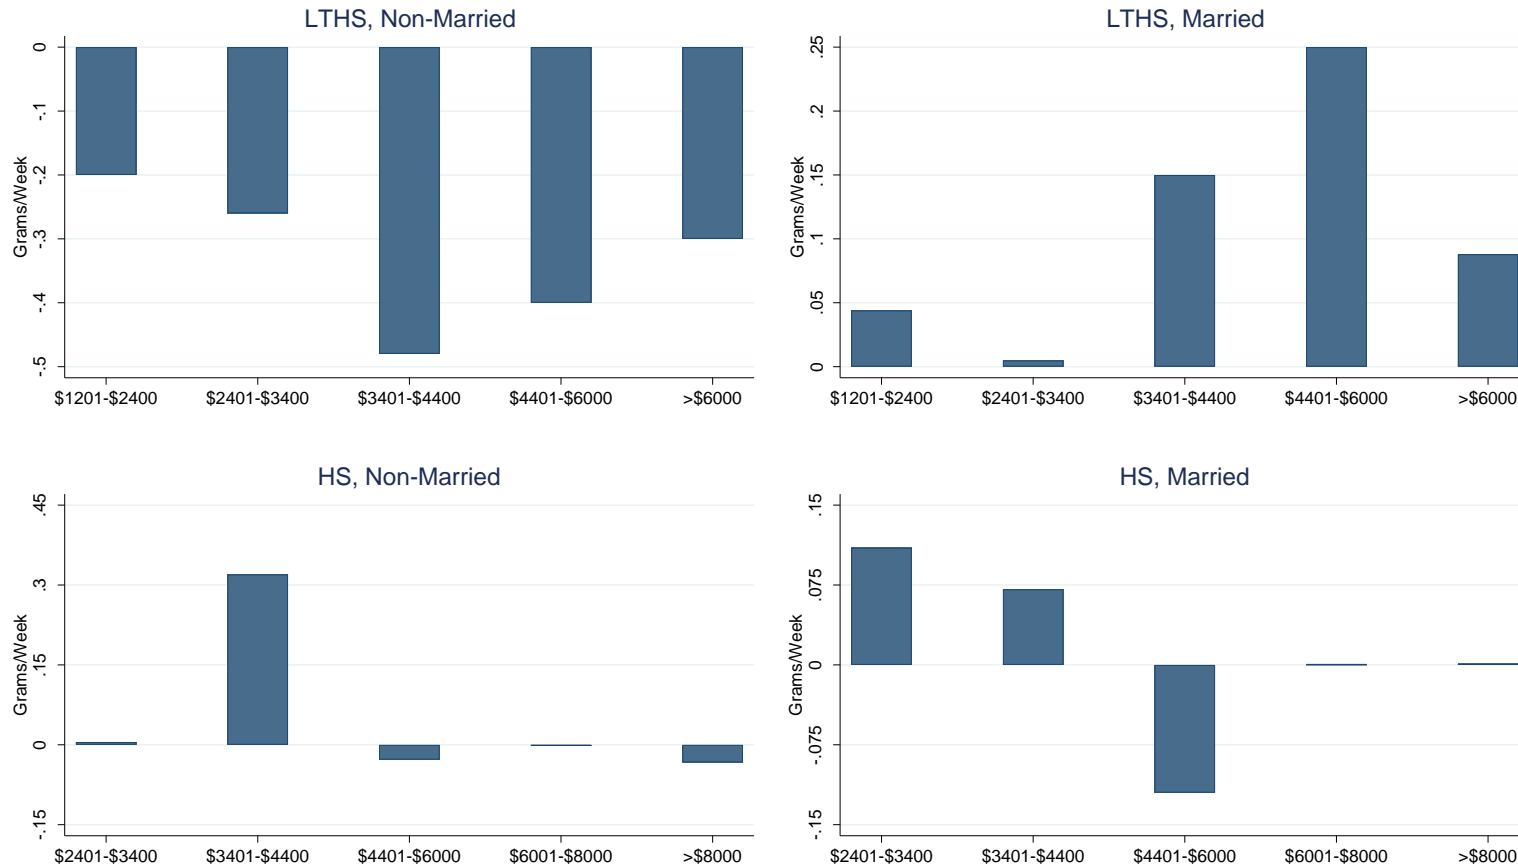 LTHS, Non-Married
Grams/Week
0
-.1
-.2
-.3
-.4
-.5
$1201-$2400 $2401-$3400 $3401-$4400 $4401-$6000 >$6000
LTHS, Married
Grams/Week
.25
.2
.15
.1
.05
0
$1201-$2400 $2401-$3400 $3401-$4400 $4401-$6000 >$6000
HS, Non-Married
Grams/Week
.45
.3
.15
0
-.15
$2401-$3400 $3401-$4400 $4401-$6000 $6001-$8000 >$8000
HS, Married
Grams/Week
.15
.075
0
-.075
-.15
$2401-$3400 $3401-$4400 $4401-$6000 $6001-$8000 >$8000